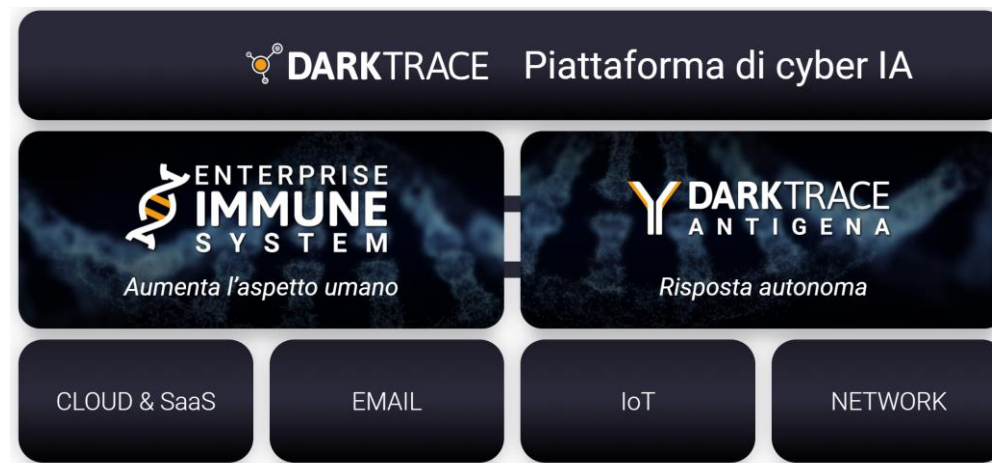 DARKTRACE Piattaforma di cyber IA
ENTERPRISE
IMMUNE
SYSTEM
Aumenta l'aspetto umano
DARKTRACE
ANTIGENA
Risposta autonoma
CLOUD & SaaS
EMAIL
IoT
NETWORK